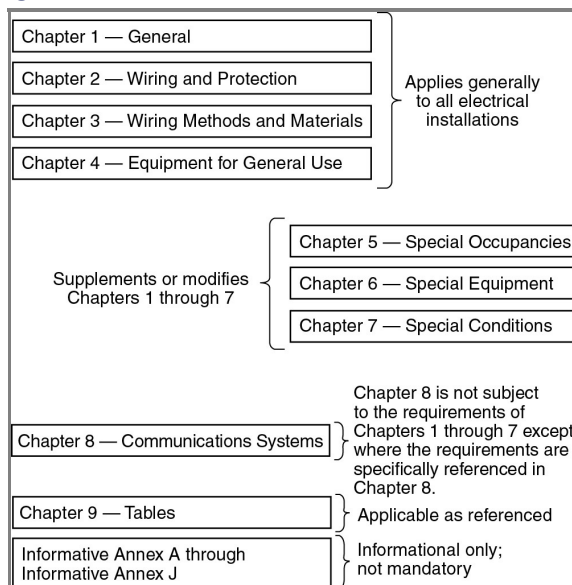 Chapter 1 — General
Chapter 2 — Wiring and Protection
Chapter 3 — Wiring Methods and Materials
Chapter 4 — Equipment for General Use
Applies generally
to all electrical
installations
Supplements or modifies
Chapters 1 through 7
Chapter 5 — Special Occupancies
Chapter 6 — Special Equipment
Chapter 7 — Special Conditions
Chapter 8 — Communications Systems
Chapter 8 is not subject
to the requirements of
Chapters 1 through 7 except
where the requirements are
specifically referenced in
Chapter 8.
Chapter 9 — Tables
Applicable as referenced
Informative Annex A through
Informative Annex J
Informational only;
not mandatory